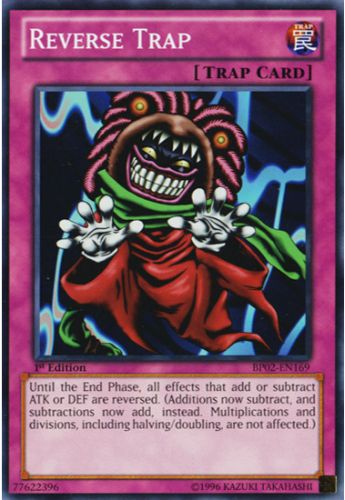 REVERSE TRAP
TRAP
罠
[TRAP CARD]
1st Edition
BP02-EN169
Until the End Phase, all effects that add or subtract
ATK or DEF are reversed. (Additions now subtract, and
subtractions now add, instead. Multiplications and
divisions, including halving/doubling, are not affected.)
77622396
©1996 KAZUKI TAKAHASHI